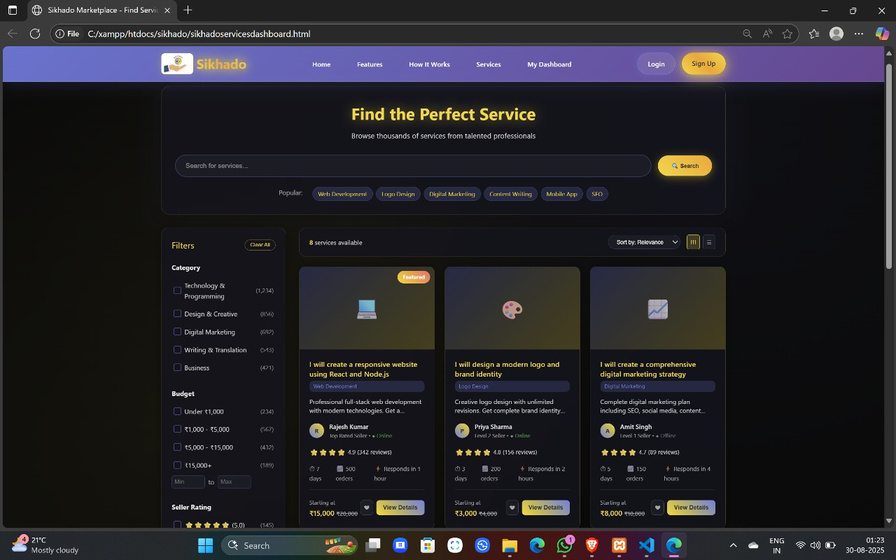 Sikhado Marketplace - Find Servic
File
C:/xampp/htdocs/sikhado/sikhadoservicesdashboard.html
Sikhado
Home
Features
How It Works
Services
My Dashboard
Login
Sign Up
Find the Perfect Service
Browse thousands of services from talented professionals
Search for services...
Search
Popular:
Web Development
Logo Design
Digital Marketing
Content Writing
Mobile App
SEO
Filters
Clear All
Category
Technology &
Programming
(1,234)
Design & Creative
(856)
Digital Marketing
(692)
Writing & Translation
(543)
Business
(421)
Budget
Under ₹1,000
(234)
₹1,000 - ₹5,000
(567)
₹5,000 - ₹15,000
(432)
₹15,000+
(189)
Min
to
Max
Seller Rating
(5.0)
(145)
8 services available
Sort by: Relevance
Featured
I will create a responsive website
using React and Node.js
Web Development
Professional full-stack web development
with modern technologies. Get a...
R
Rajesh Kumar
Top Rated Seller • ● Online
4.9 (342 reviews)
7
days
500
orders
Responds in 1
hour
Starting at
₹15,000 ₹20,000
View Details
I will design a modern logo and
brand identity
Logo Design
Creative logo design with unlimited
revisions. Get complete brand identity...
P
Priya Sharma
Level 2 Seller • ● Online
4.8 (156 reviews)
3
days
200
orders
Responds in 2
hours
Starting at
₹3,000 ₹4,000
View Details
I will create a comprehensive
digital marketing strategy
Digital Marketing
Complete digital marketing plan
including SEO, social media, content...
A
Amit Singh
Level 1 Seller • ● Offline
4.7 (89 reviews)
5
days
150
orders
Responds in 4
hours
Starting at
₹8,000 ₹10,000
View Details
4
21°C
Mostly cloudy
Search
1
ENG
IN
01:23
30-08-2025